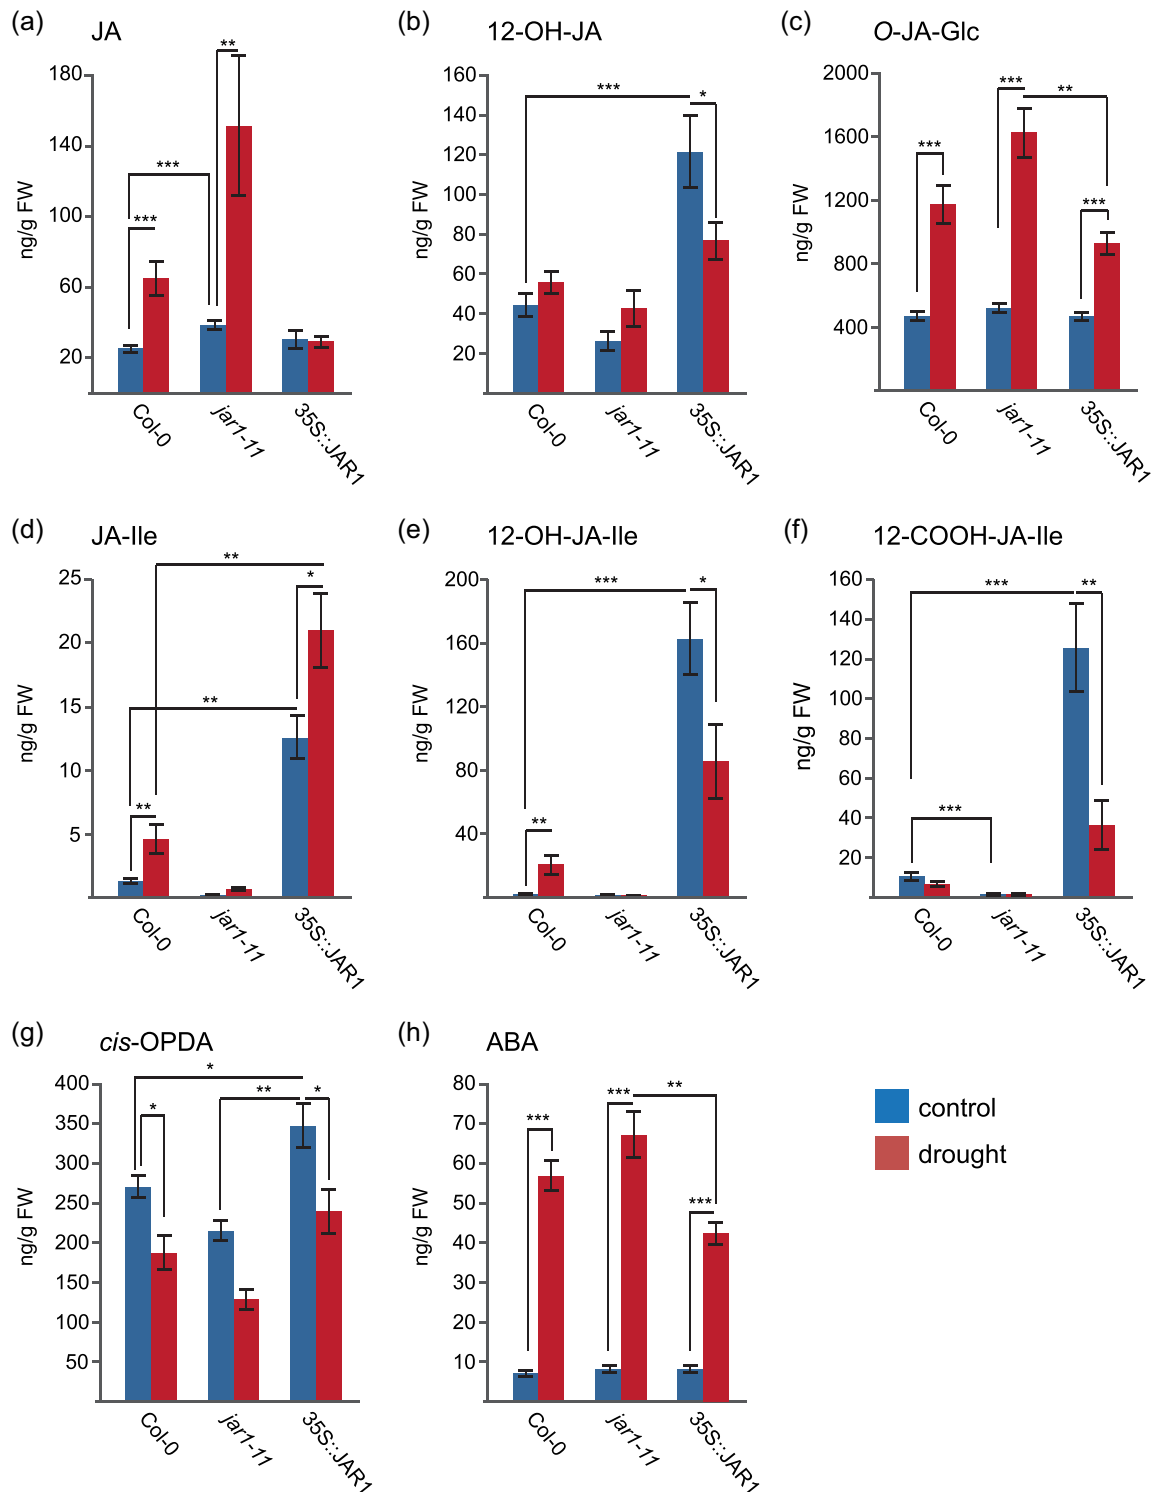 (a) JA
180
140
100
60
20
ng/g FW
***
***
**
Col-0
jar1-11
35S::JAR1
(b) 12-OH-JA
160
140
120
100
80
60
40
20
ng/g FW
***
*
Col-0
jar1-11
35S::JAR1
(c) O-JA-Glc
2000
1600
1200
800
400
ng/g FW
***
***
**
***
Col-0
jar1-11
35S::JAR1
(d) JA-Ile
25
20
15
10
5
ng/g FW
**
*
**
**
Col-0
jar1-11
35S::JAR1
(e) 12-OH-JA-Ile
200
160
120
80
40
ng/g FW
***
*
**
Col-0
jar1-11
35S::JAR1
(f) 12-COOH-JA-Ile
160
140
120
100
80
60
40
20
ng/g FW
***
**
***
Col-0
jar1-11
35S::JAR1
(g) cis-OPDA
400
350
300
250
200
150
100
50
ng/g FW
*
*
**
*
Col-0
jar1-11
35S::JAR1
(h) ABA
80
70
60
50
40
30
20
10
ng/g FW
***
***
**
***
Col-0
jar1-11
35S::JAR1
control
drought